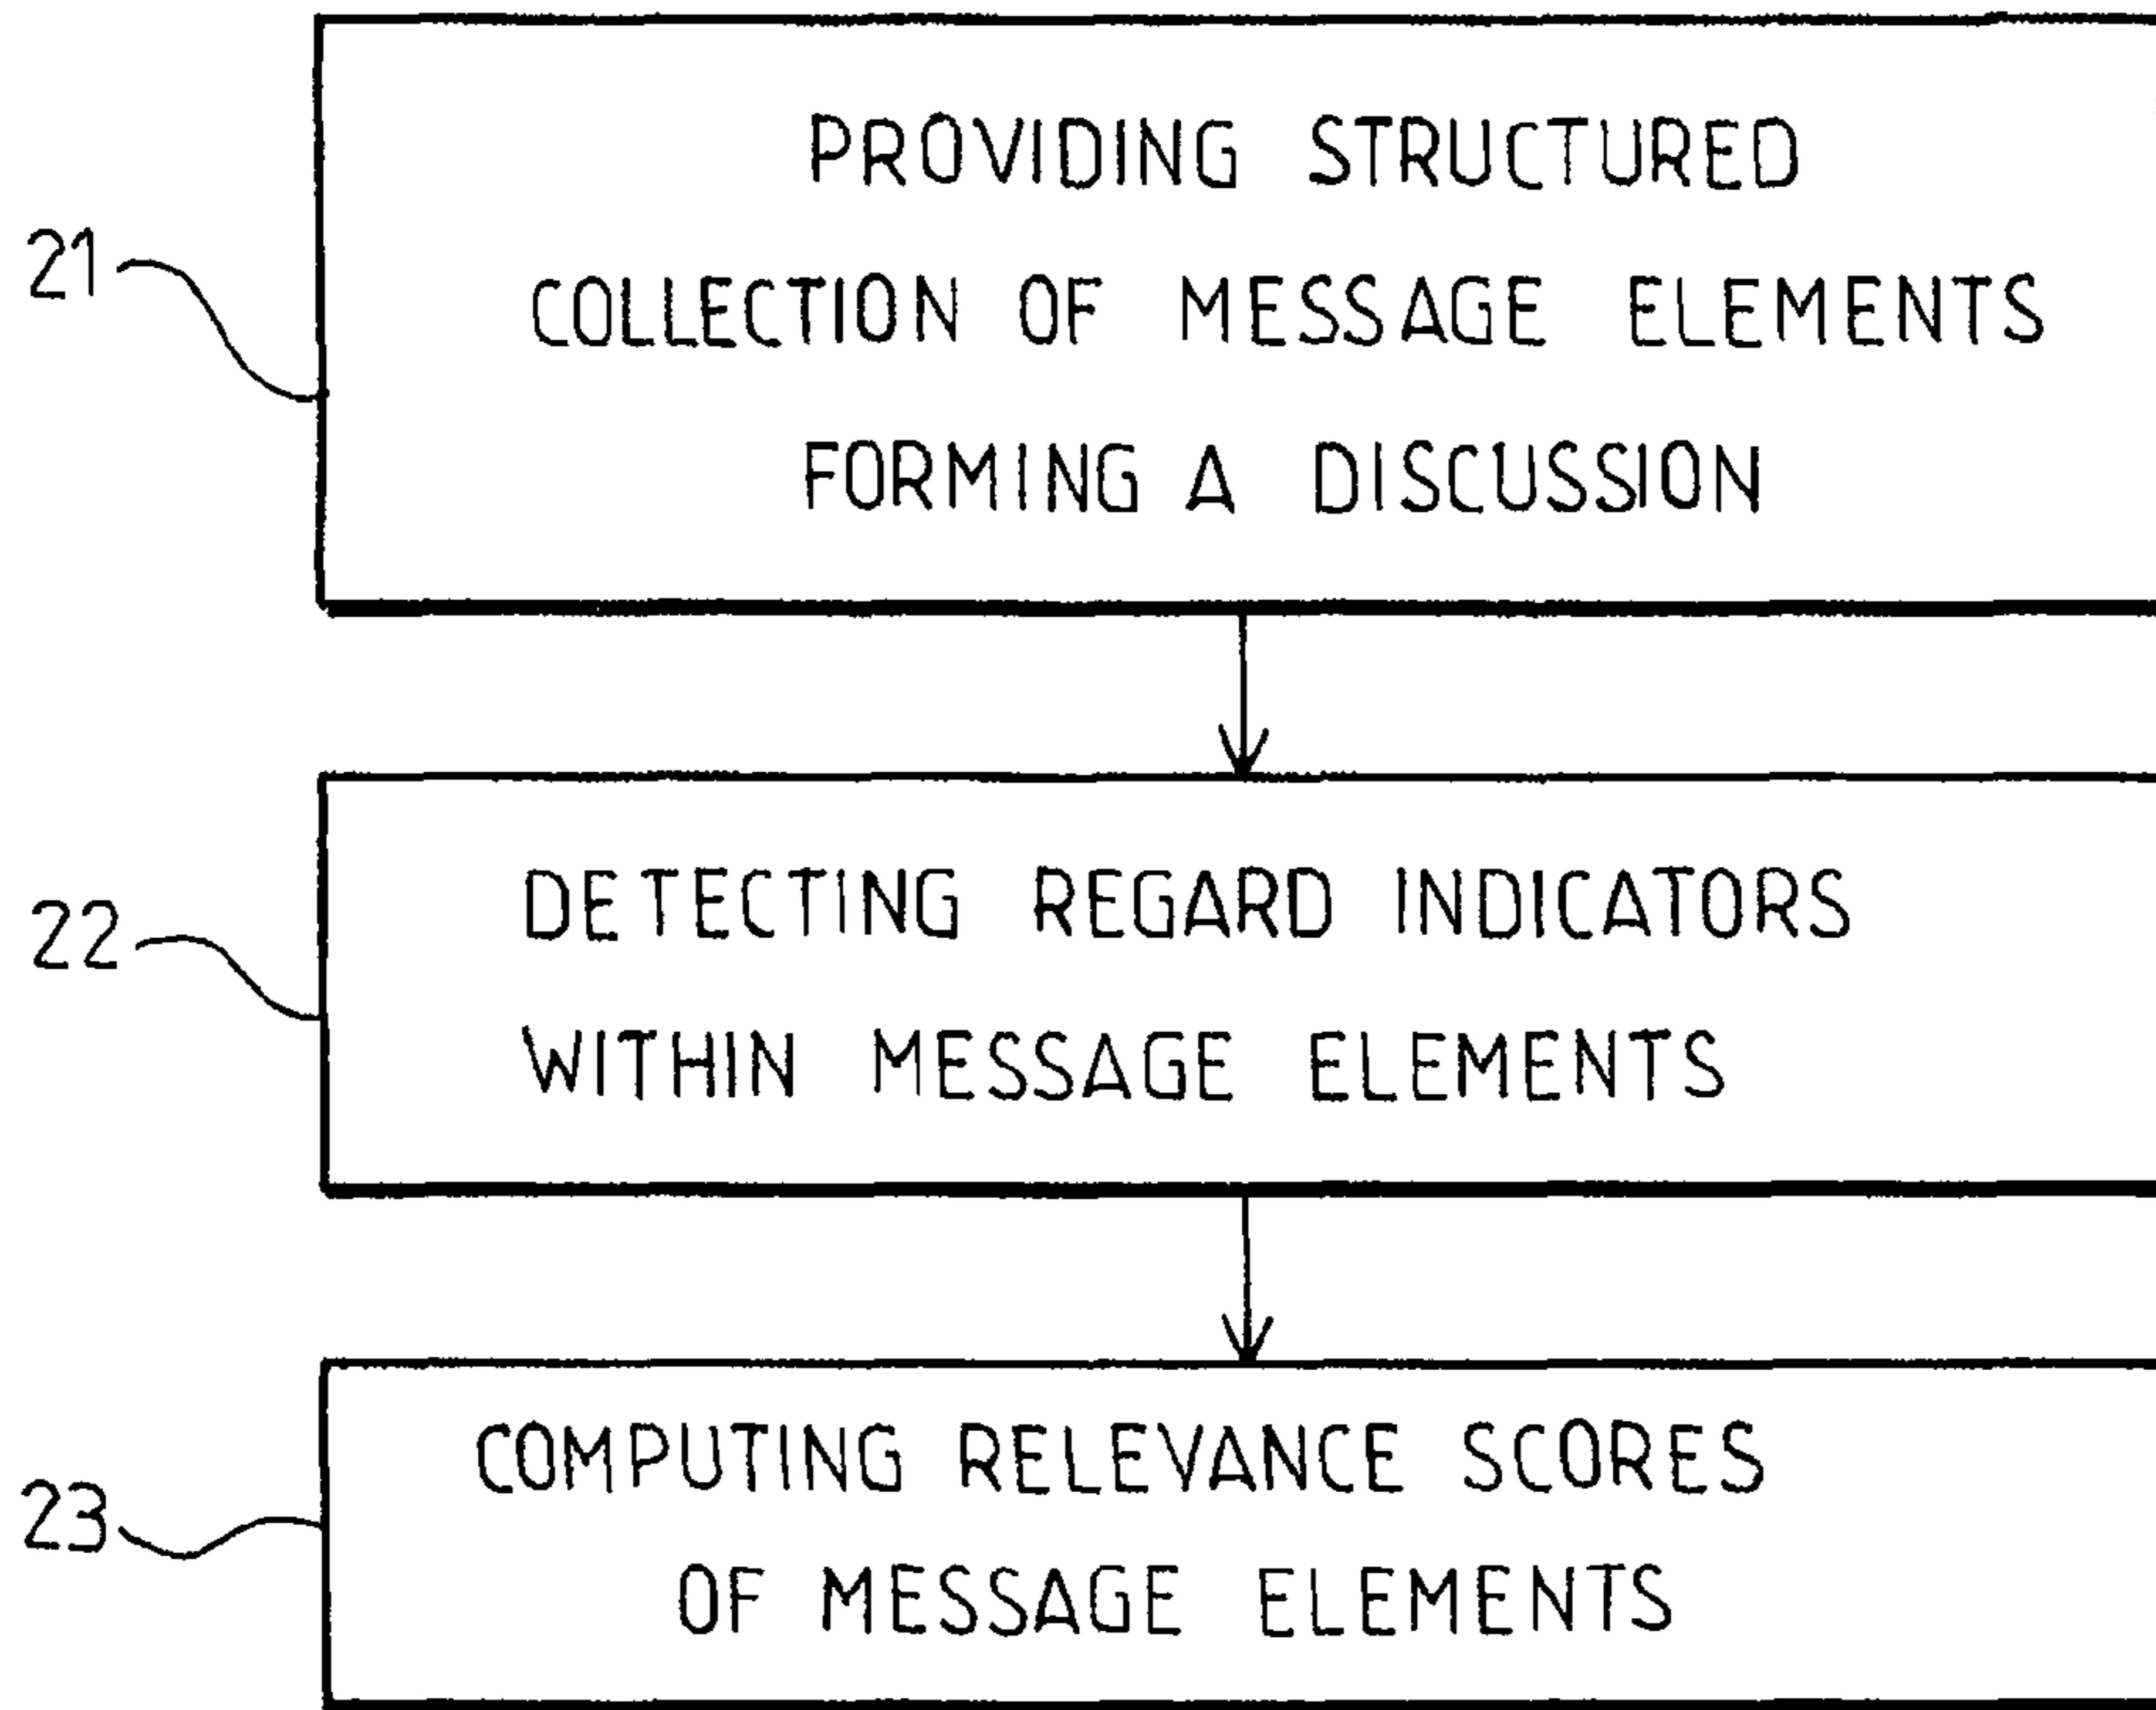 PROVIDING STRUCTURED
21
COLLECTION OF MESSAGE ELEMENTS
FORMING A DISCUSSION
22
DETECTING REGARD INDICATORS
WITHIN MESSAGE ELEMENTS
23
COMPUTING RELEVANCE SCORES
OF MESSAGE ELEMENTS